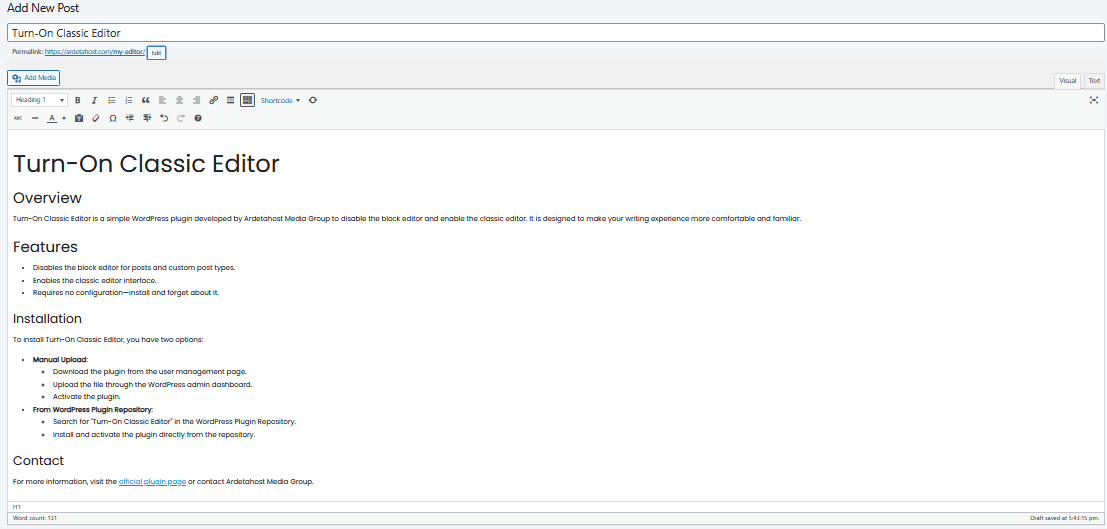 Add New Post
Turn-On Classic Editor
Permalink: https://ardetahost.com/my-editor/ Edit
Add Media
Visual Text
Heading 1 B I Shortcode
ABC A
Turn-On Classic Editor
Overview
Turn-On Classic Editor is a simple WordPress plugin developed by Ardetahost Media Group to disable the block editor and enable the classic editor. It is designed to make your writing experience more comfortable and familiar.
Features
Disables the block editor for posts and custom post types.
Enables the classic editor interface.
Requires no configuration—install and forget about it.
Installation
To install Turn-On Classic Editor, you have two options:
Manual Upload:
Download the plugin from the user management page.
Upload the file through the WordPress admin dashboard.
Activate the plugin.
From WordPress Plugin Repository:
Search for "Turn-On Classic Editor" in the WordPress Plugin Repository.
Install and activate the plugin directly from the repository.
Contact
For more information, visit the official plugin page or contact Ardetahost Media Group.
H1
Word count: 131 Draft saved at 5:43:15 pm.